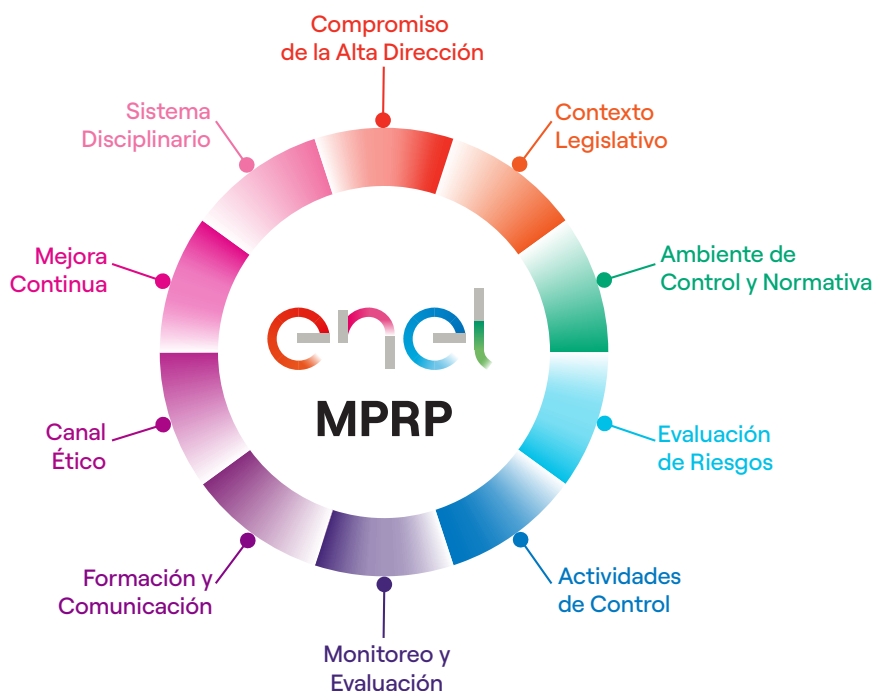 Compromiso
de la Alta Dirección
Contexto
Legislativo
Ambiente de
Control y Normativa
Evaluación
de Riesgos
Actividades
de Control
Monitoreo y
Evaluación
Formación y
Comunicación
Canal
Ético
Mejora
Continua
Sistema
Disciplinario
enel
MPRP